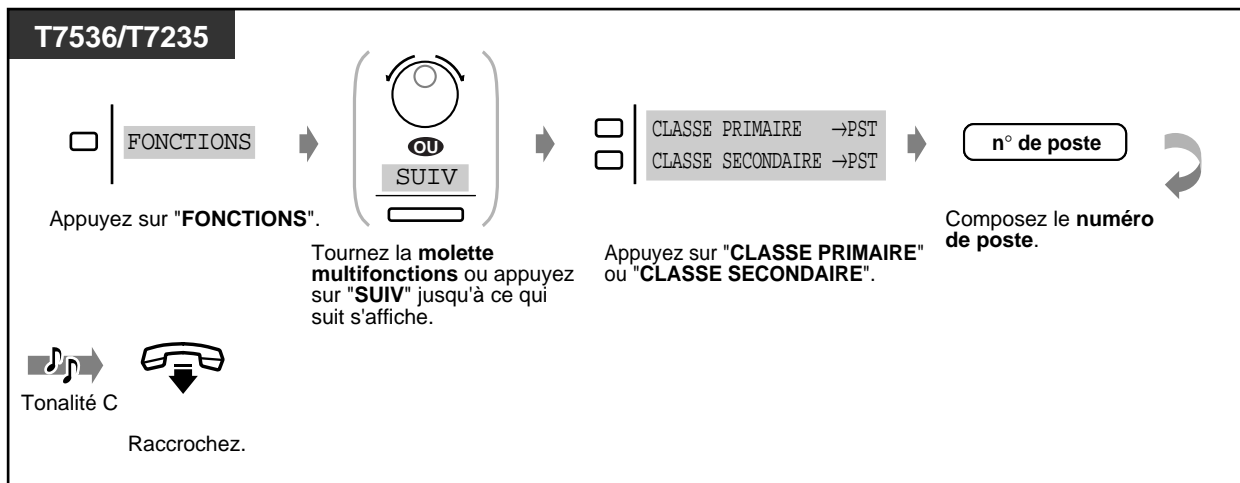 T7536/T7235
FONCTIONS
OU
SUIV
CLASSE PRIMAIRE →PST
CLASSE SECONDAIRE →PST
n° de poste
Appuyez sur "FONCTIONS".
Tournez la molette
multifonctions ou appuyez
sur "SUIV" jusqu'à ce qui
suit s'affiche.
Appuyez sur "CLASSE PRIMAIRE"
ou "CLASSE SECONDAIRE".
Composez le numéro
de poste.
Tonalité C
Raccrochez.